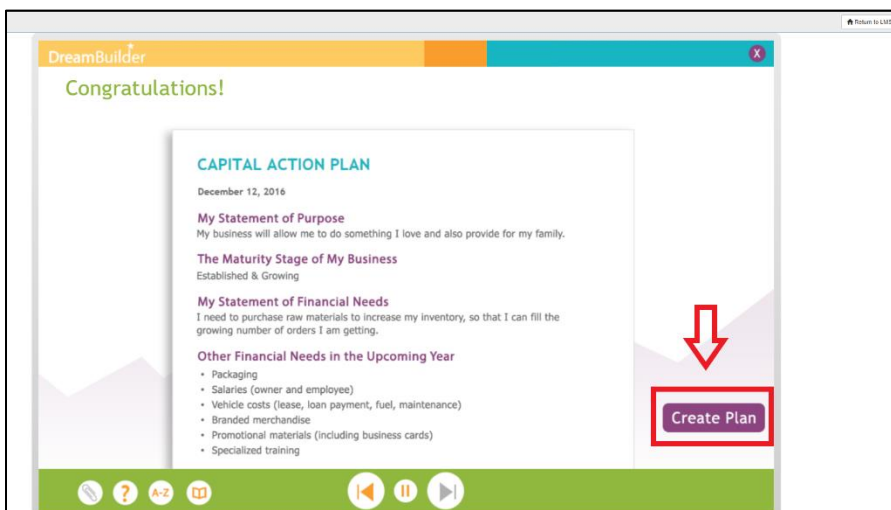 Return to LMS
DreamBuilder
X
Congratulations!
CAPITAL ACTION PLAN
December 12, 2016
My Statement of Purpose
My business will allow me to do something I love and also provide for my family.
The Maturity Stage of My Business
Established & Growing
My Statement of Financial Needs
I need to purchase raw materials to increase my inventory, so that I can fill the
growing number of orders I am getting.
Other Financial Needs in the Upcoming Year
• Packaging
• Salaries (owner and employee)
• Vehicle costs (lease, loan payment, fuel, maintenance)
• Branded merchandise
• Promotional materials (including business cards)
• Specialized training
Create Plan
? A-Z